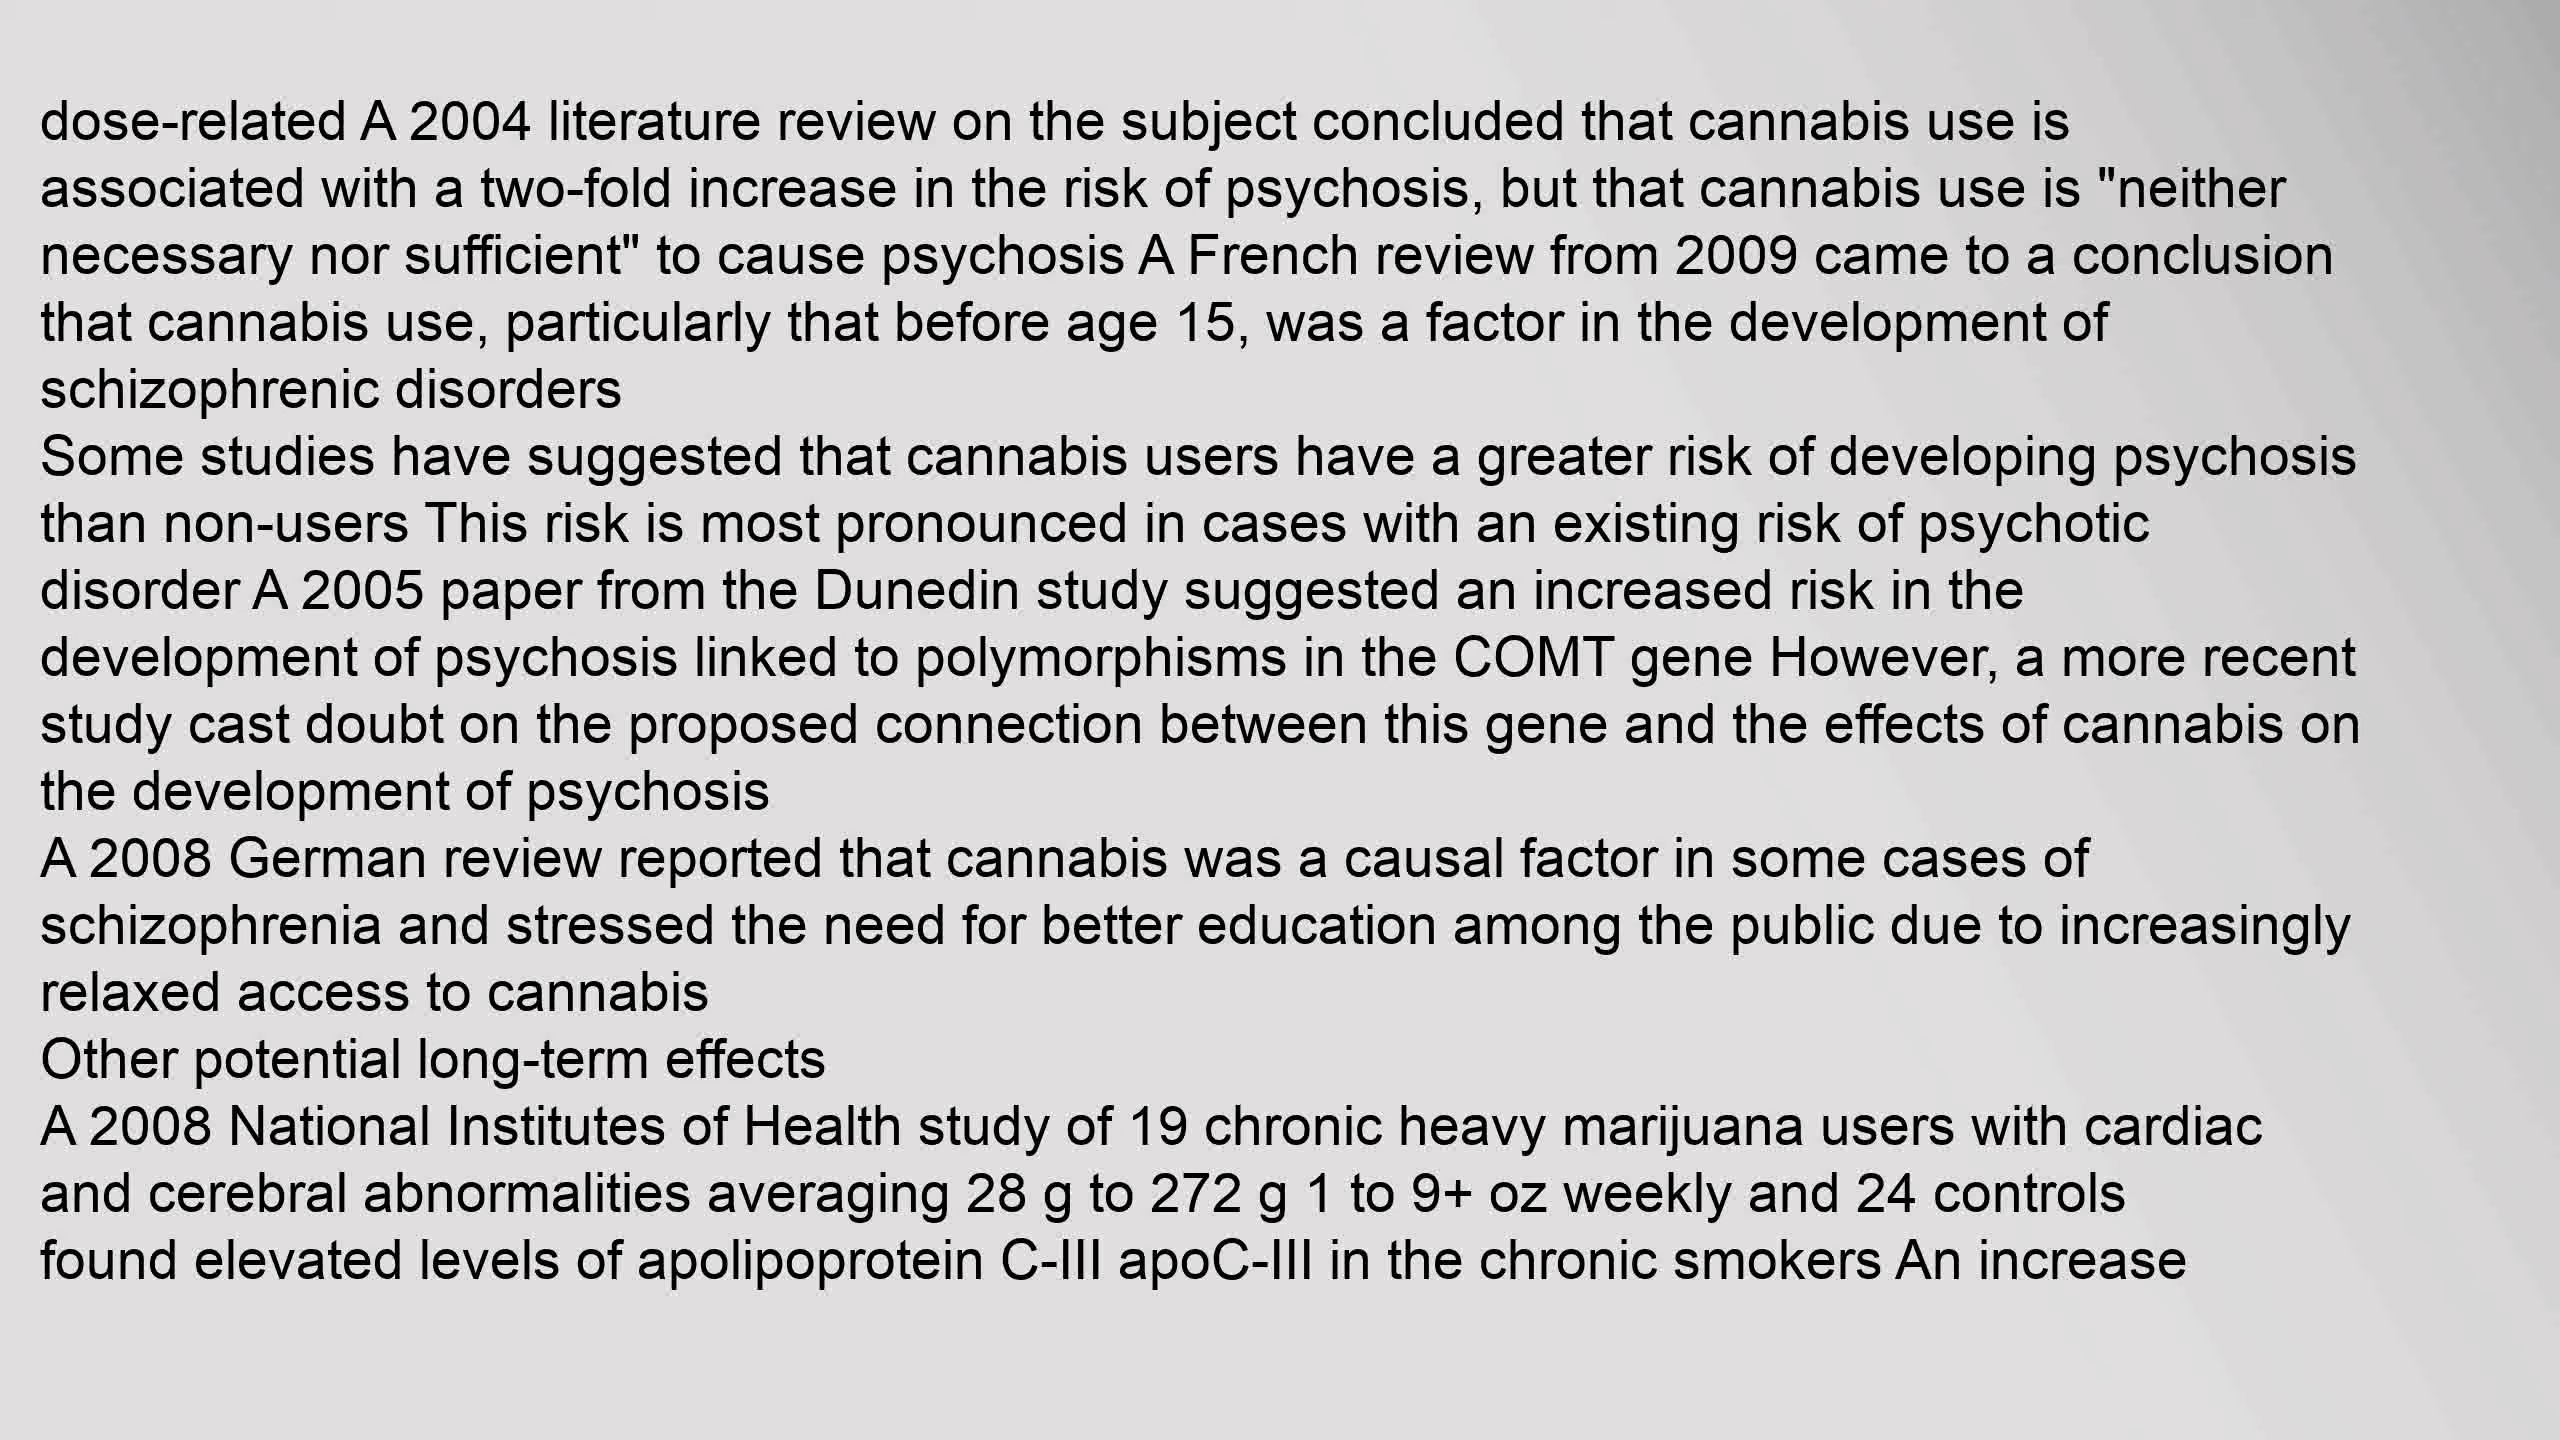 dose-related A 2004 literature review on the subject concluded that cannabis use is
associated with a two-fold increase in the risk of psychosis, but that cannabis use is "neither
necessary nor sufficient" to cause psychosis A French review from 2009 came to a conclusion
that cannabis use, particularly that before age 15, was a factor in the development of
schizophrenic disorders
Some studies have suggested that cannabis users have a greater risk of developing psychosis
than non-users This risk is most pronounced in cases with an existing risk of psychotic
disorder A 2005 paper from the Dunedin study suggested an increased risk in the
development of psychosis linked to polymorphisms in the COMT gene However, a more recent
study cast doubt on the proposed connection between this gene and the effects of cannabis on
the development of psychosis
A 2008 German review reported that cannabis was a causal factor in some cases of
schizophrenia and stressed the need for better education among the public due to increasingly
relaxed access to cannabis
Other potential long-term effects
A 2008 National Institutes of Health study of 19 chronic heavy marijuana users with cardiac
and cerebral abnormalities averaging 28 g to 272 g 1 to 9+ oz weekly and 24 controls
found elevated levels of apolipoprotein C-III apoC-III in the chronic smokers An increase